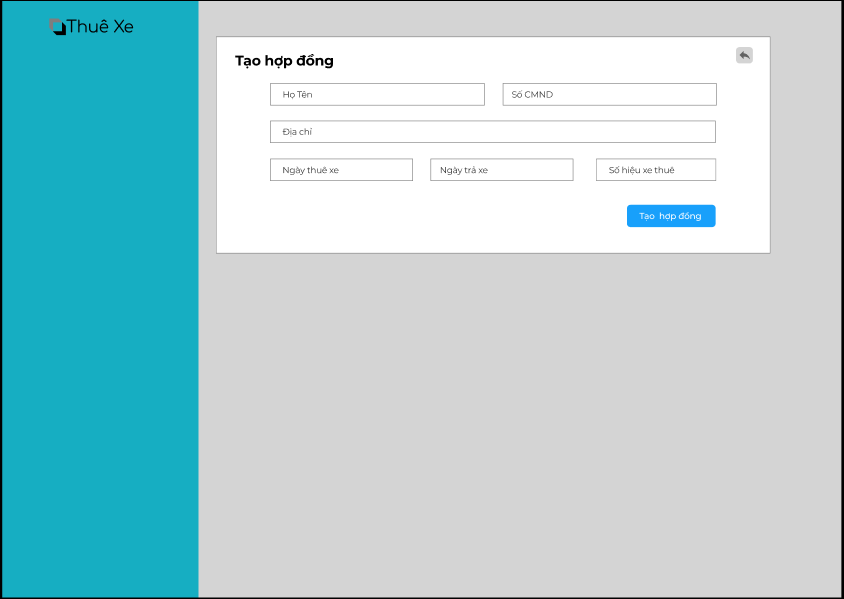 Thuê Xe
Tạo hợp đồng
Họ Tên
Số CMND
Địa chỉ
Ngày thuê xe
Ngày trả xe
Số hiệu xe thuê
Tạo hợp đồng